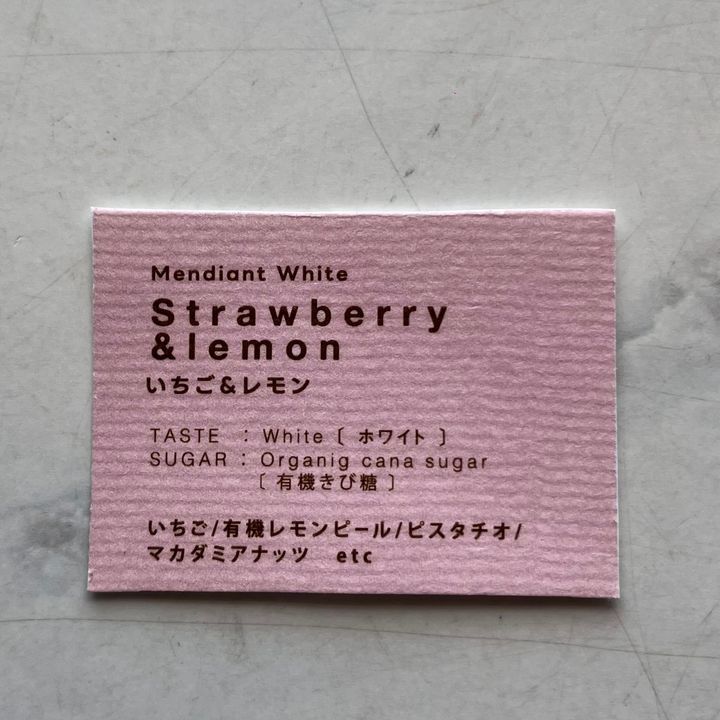 Mendiant White
Strawberry
&lemon
いちご&レモン
TASTE : White 〔 ホワイト 〕
SUGAR : Organig cana sugar
〔 有機きび糖 〕
いちご/有機レモンピール/ピスタチオ/
マカダミアナッツ etc